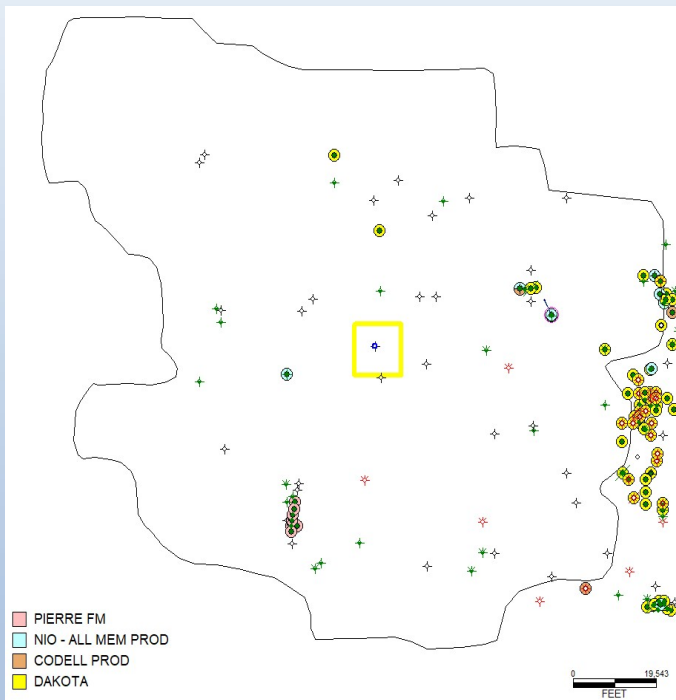 PIERRE FM
NIO - ALL MEM PROD
CODELL PROD
DAKOTA
0 19,543
FEET